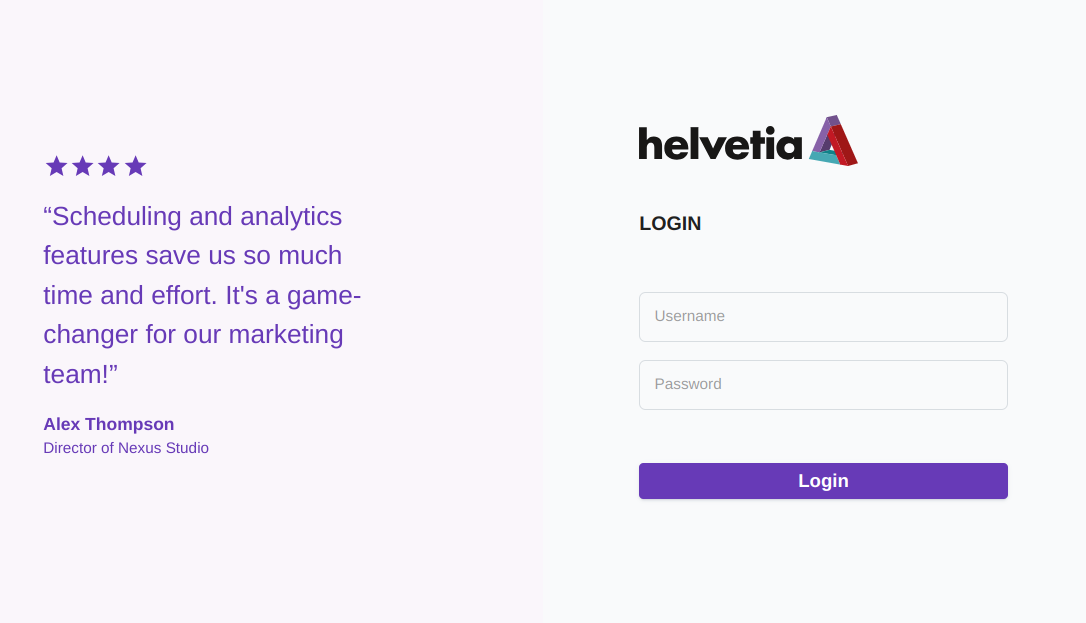 “Scheduling and analytics
features save us so much
time and effort. It's a game-
changer for our marketing
team!”
Alex Thompson
Director of Nexus Studio
helvetia
LOGIN
Username
Password
Login